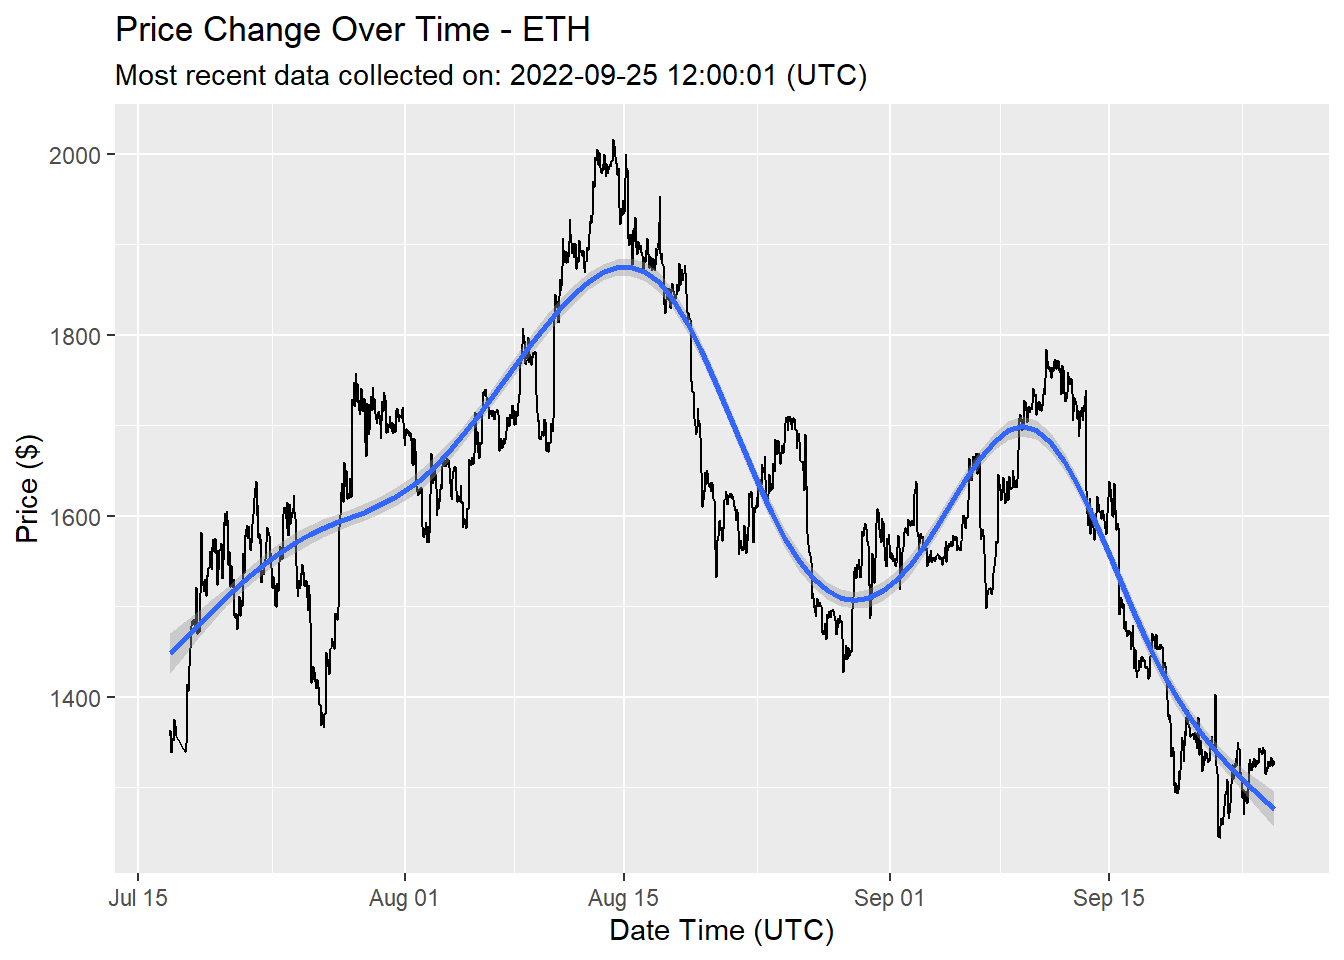 Price Change Over Time - ETH
Most recent data collected on: 2022-09-25 12:00:01 (UTC)
Price ($)
2000
1800
1600
1400
Jul 15
Aug 01
Aug 15
Sep 01
Sep 15
Date Time (UTC)